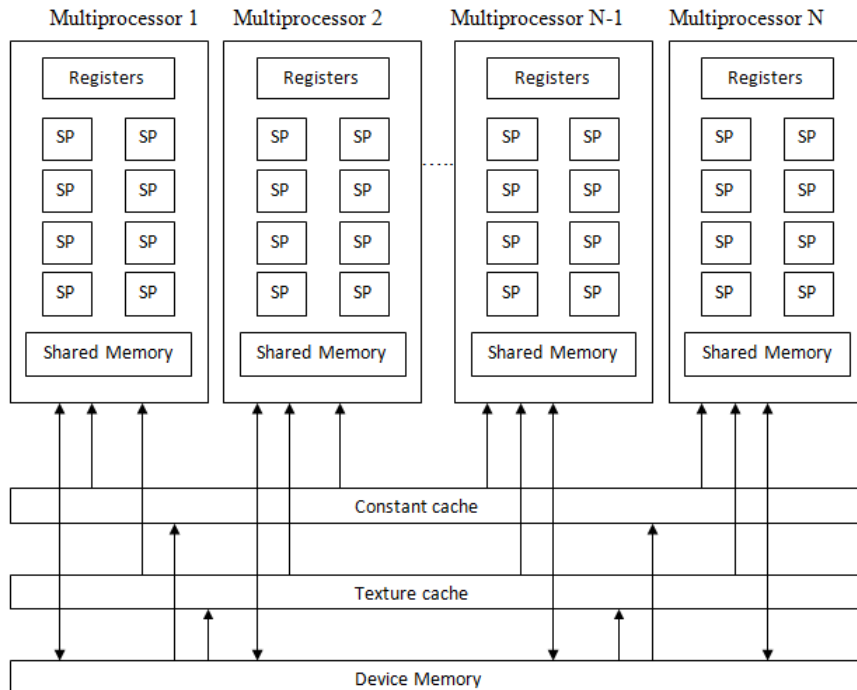 Multiprocessor 1 Multiprocessor 2 Multiprocessor N-1 Multiprocessor N
Registers Registers Registers Registers
SP SP SP SP SP SP SP SP
SP SP SP SP SP SP SP SP
SP SP SP SP SP SP SP SP
SP SP SP SP SP SP SP SP
Shared Memory Shared Memory Shared Memory Shared Memory
Constant cache
Texture cache
Device Memory